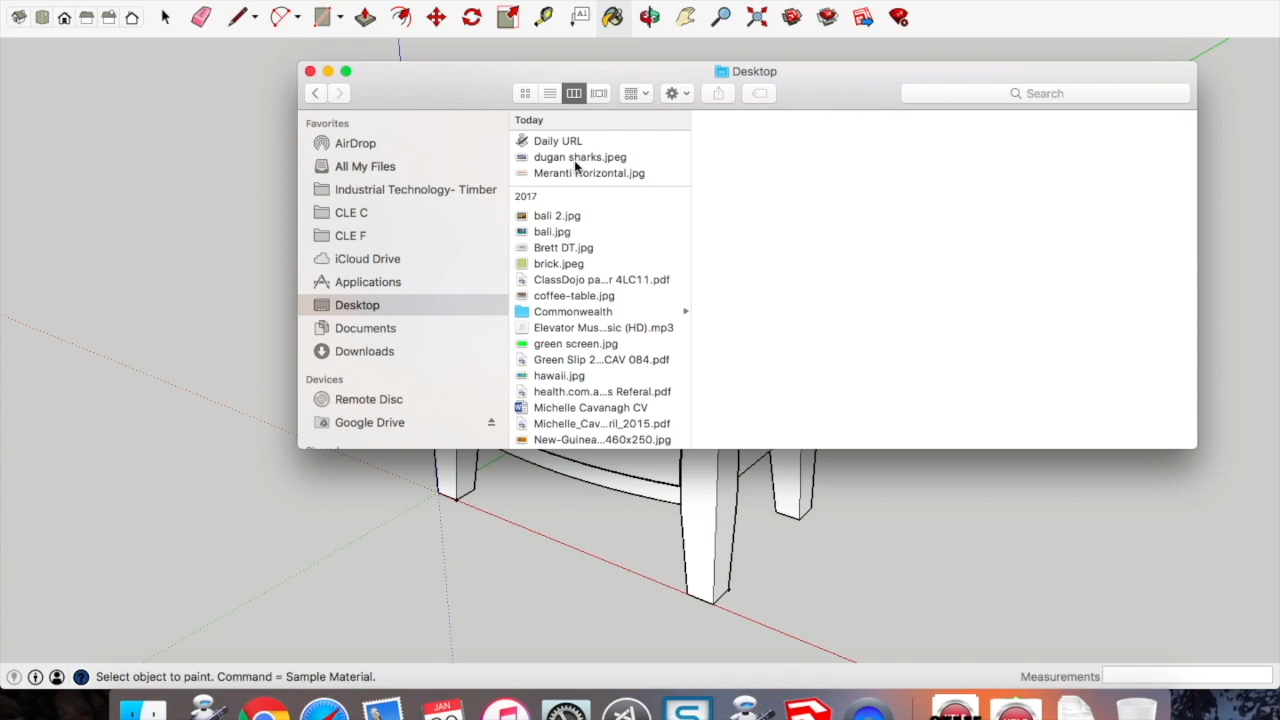 A1
Desktop
Search
Favorites
AirDrop
All My Files
Industrial Technology- Timber
CLE C
CLE F
iCloud Drive
Applications
Desktop
Documents
Downloads
Devices
Remote Disc
Google Drive
Today
Daily URL
dugan sharks.jpeg
Meranti Horizontal.jpg
2017
bali 2.jpg
bali.jpg
Brett DT.jpg
brick.jpeg
ClassDojo pa...r 4LC11.pdf
coffee-table.jpg
Commonwealth
Elevator Mus...sic (HD).mp3
green screen.jpg
Green Slip 2...CAV 084.pdf
hawaii.jpg
health.com.a...s Referal.pdf
Michelle Cavanagh CV
Michelle_Cav...ril_2015.pdf
New-Guinea...460x250.jpg
Select object to paint. Command = Sample Material.
Measurements
JAN